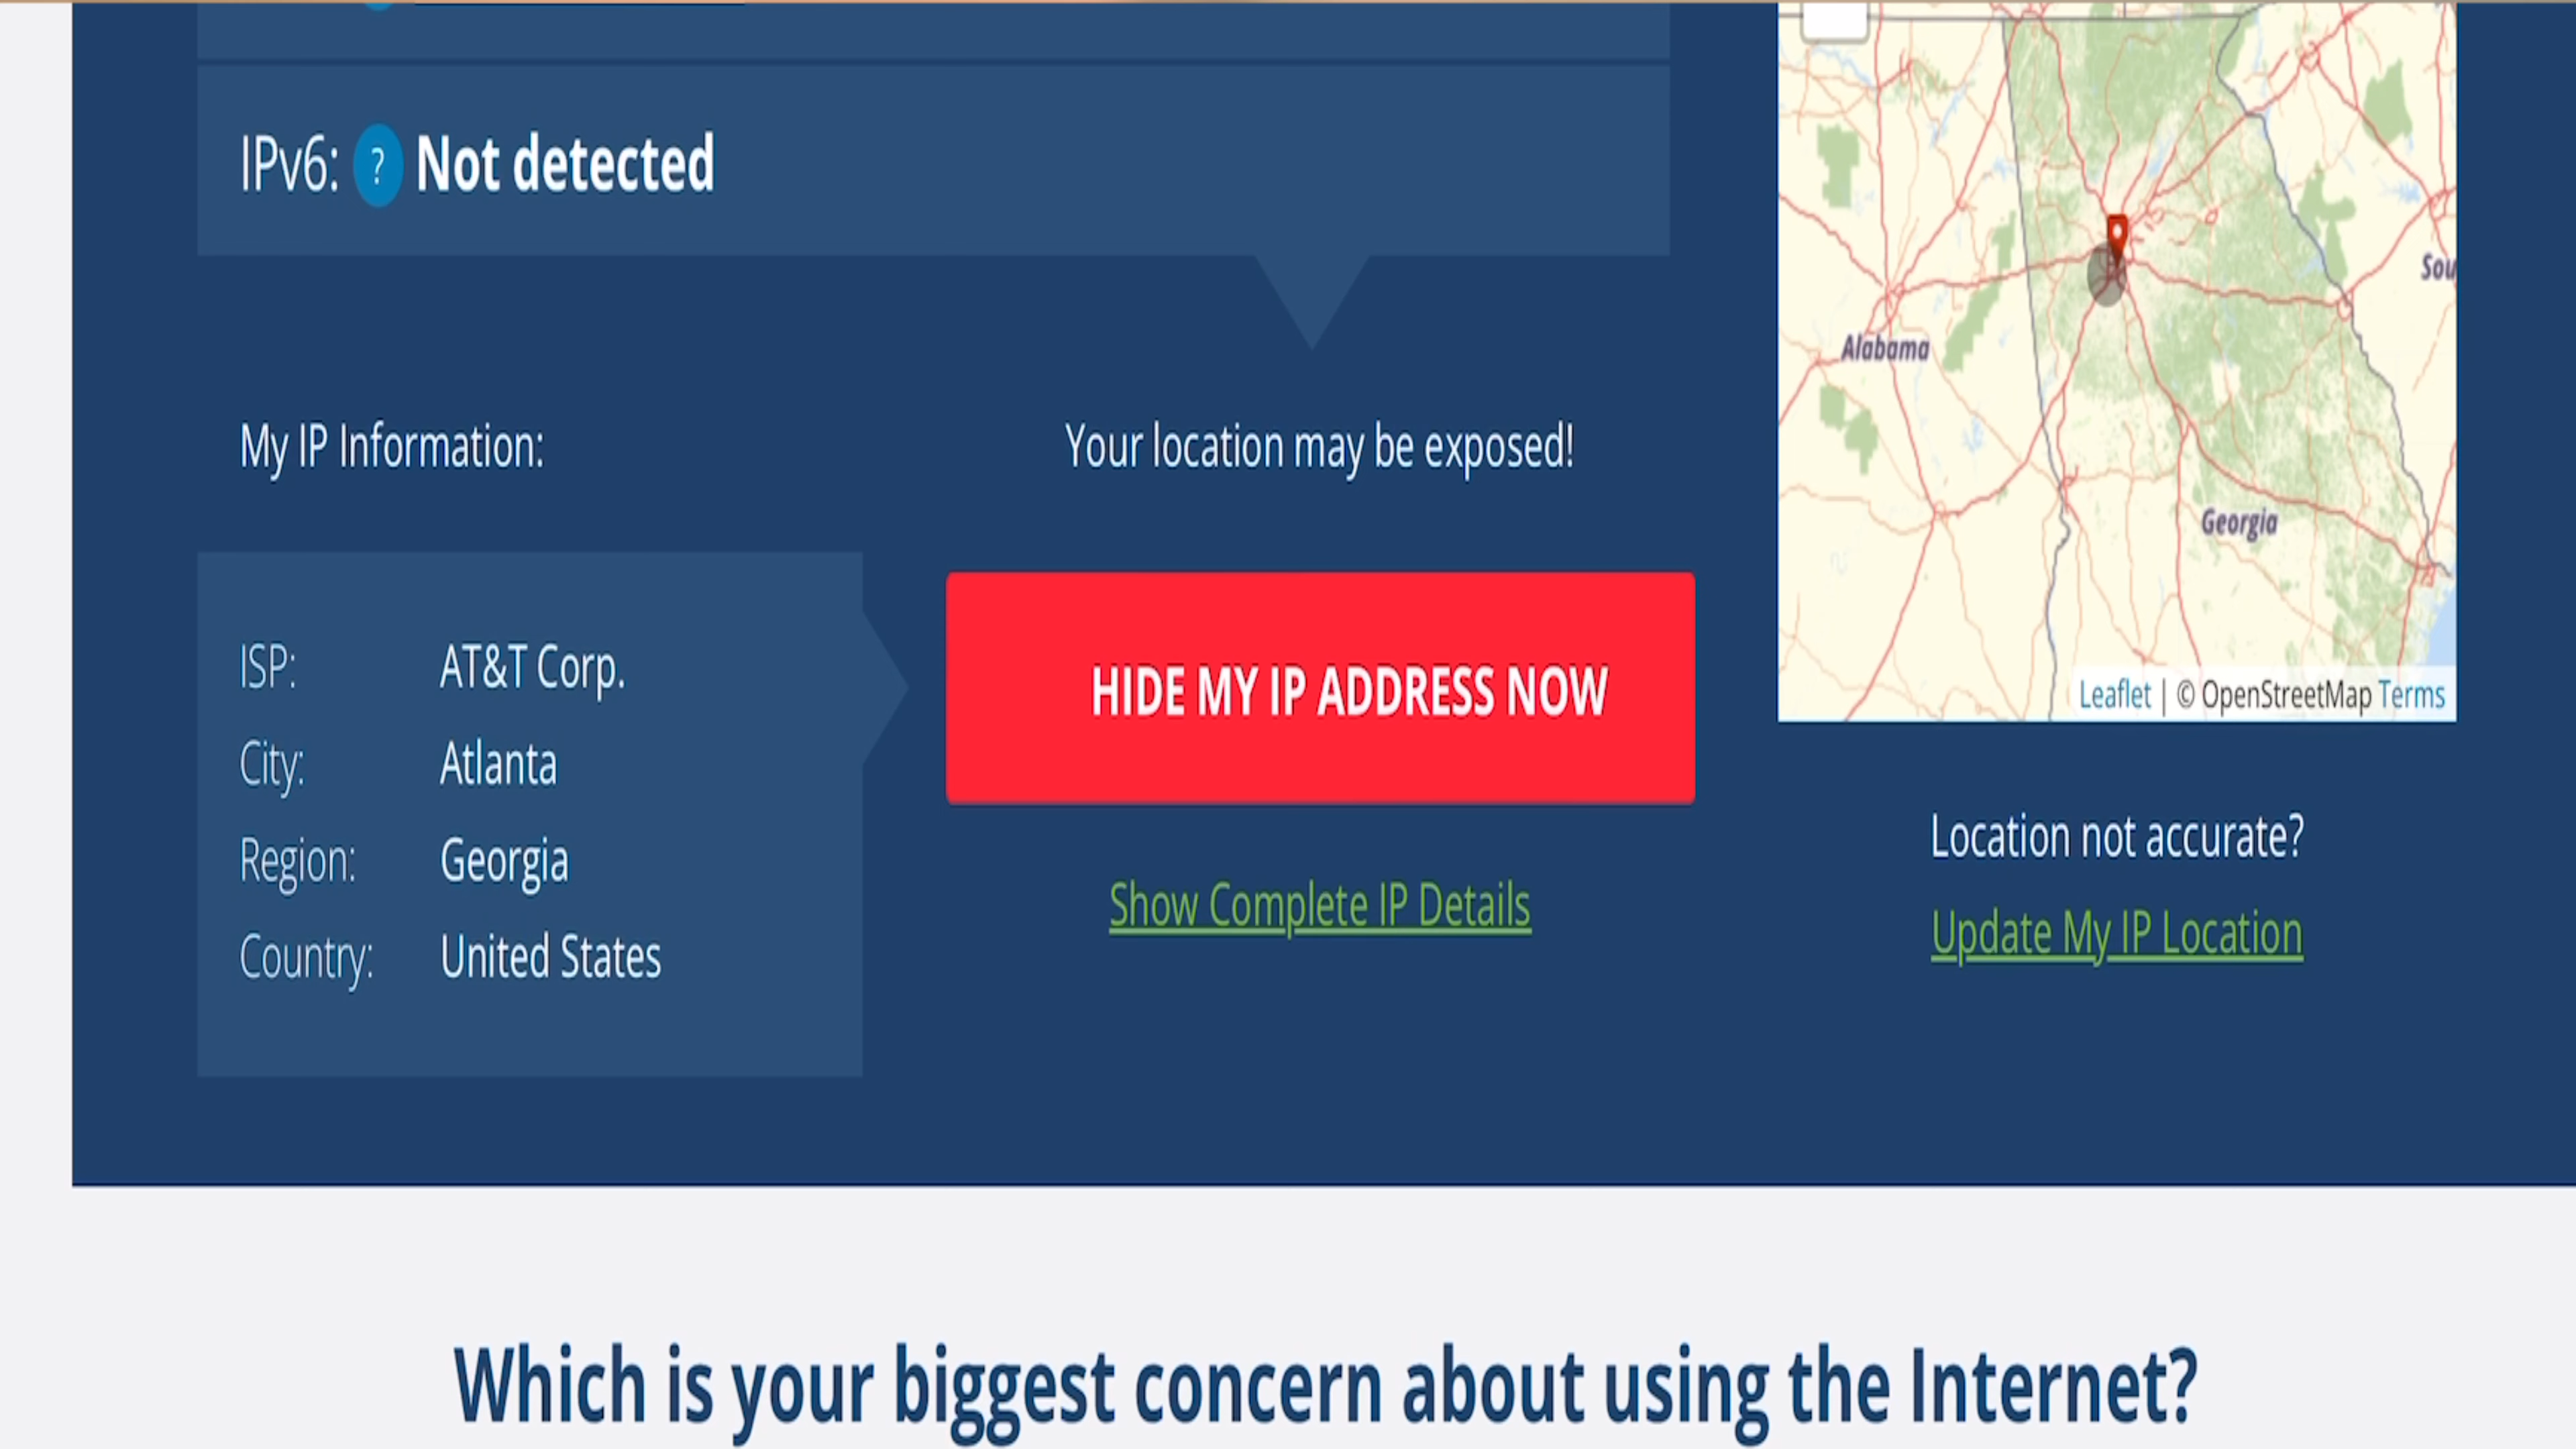 IPv6: ? Not detected
My IP Information:
Your location may be exposed!
ISP: AT&T Corp.
City: Atlanta
Region: Georgia
Country: United States
HIDE MY IP ADDRESS NOW
Show Complete IP Details
Alabama
Georgia
Sou
Leaflet | © OpenStreetMap Terms
Location not accurate?
Update My IP Location
Which is your biggest concern about using the Internet?